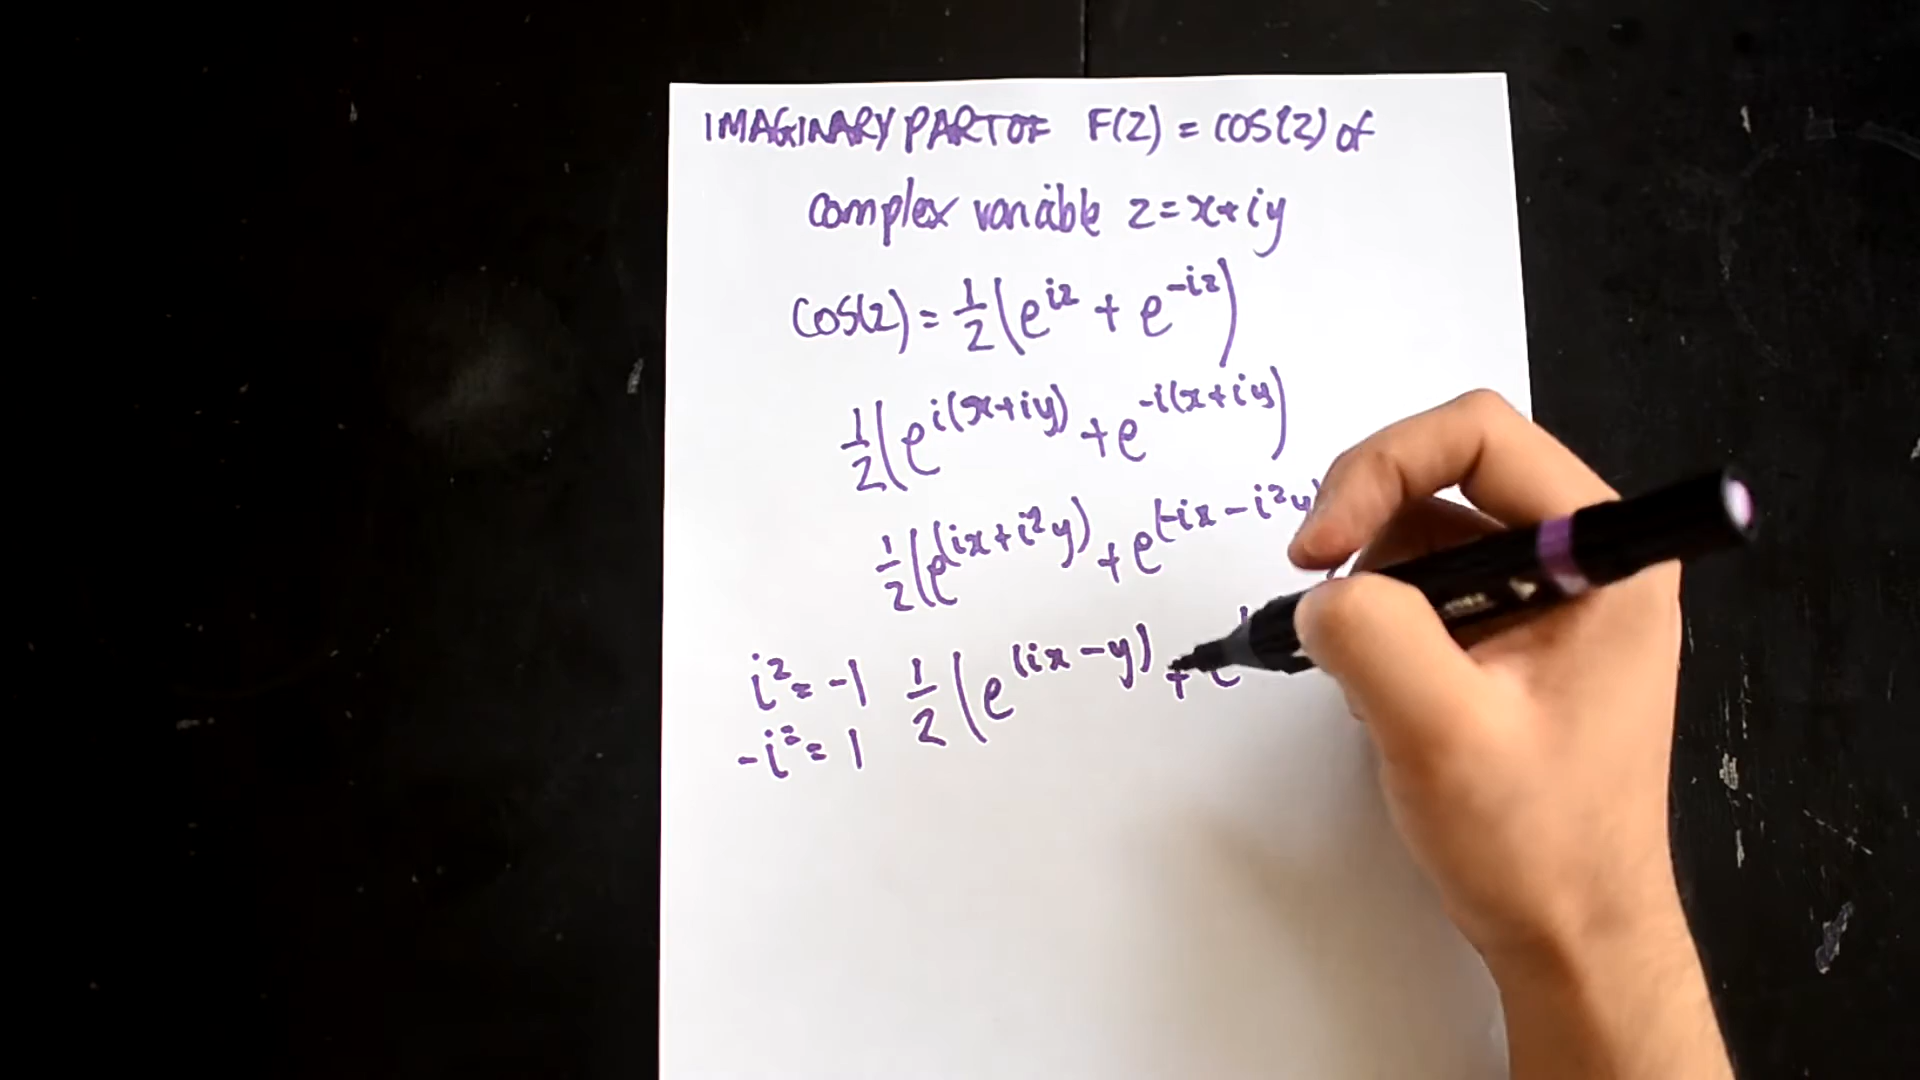 IMAGINARY PART OF F(Z) = COS(Z) of
complex variable z = x + iy
COS(Z) = 1/2 (e^{iz} + e^{-iz})
1/2 (e^{i(x+iy)} + e^{-i(x+iy)})
1/2 (e^{(ix+i²y)} + e^{(-ix-i²y)}
i² = -1 1/2 (e^{(ix-y)} + e
-i² = 1